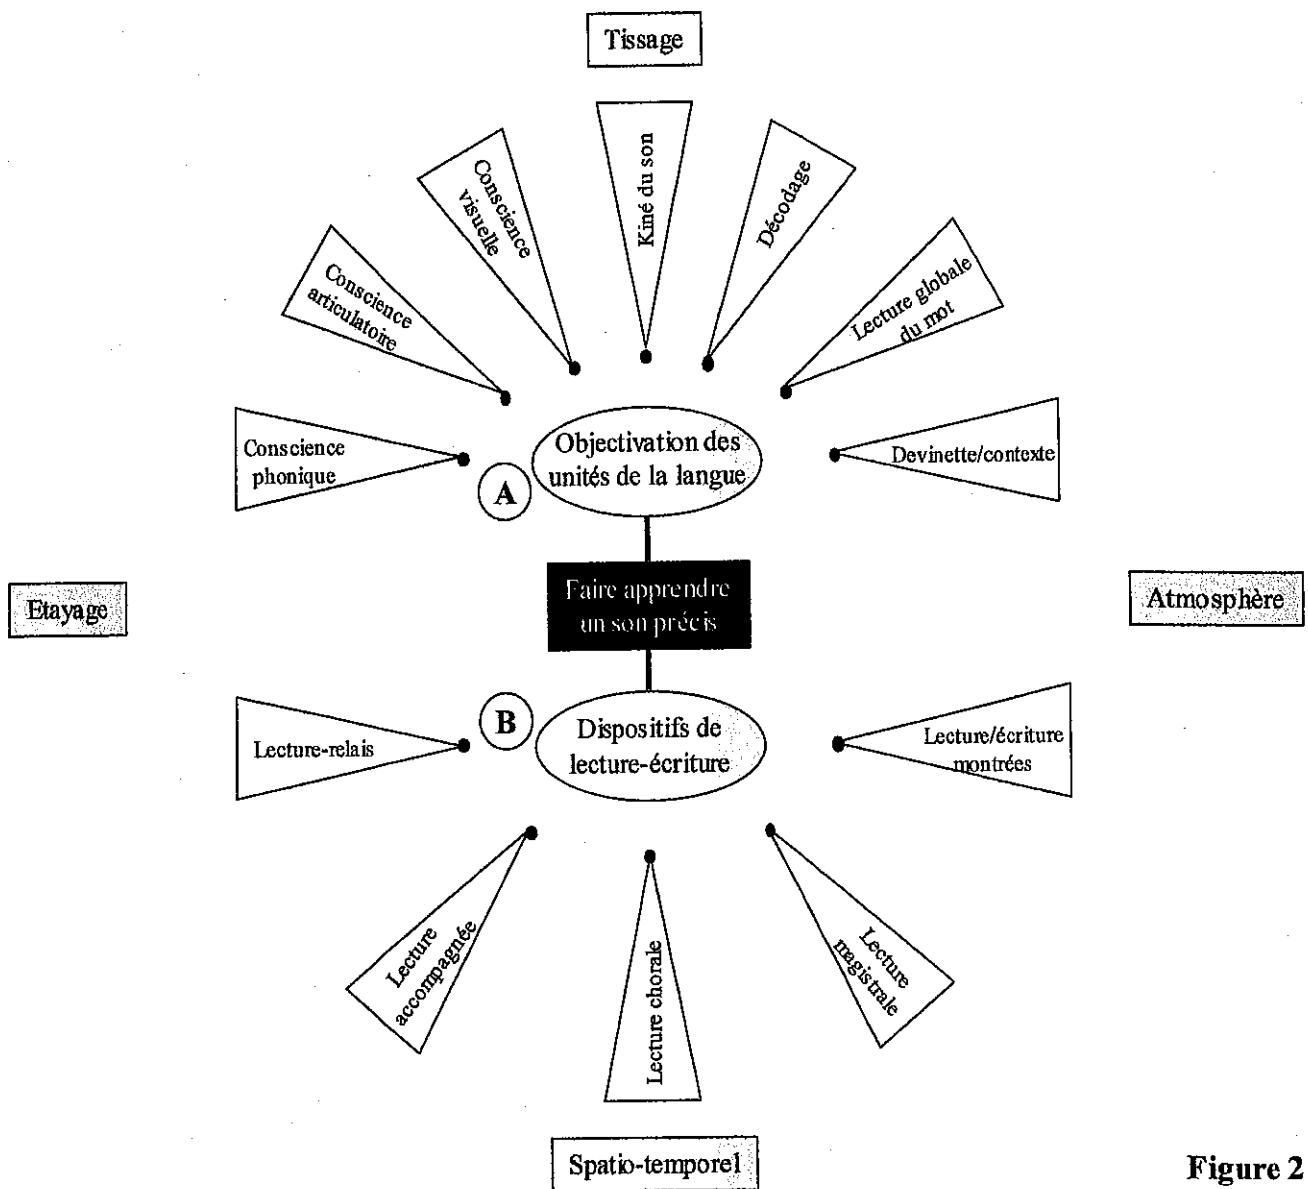 Tissage
Kiné du son
Conscience
visuelle
Décodage
Conscience
articulatoire
Lecture globale
du mot
Conscience
phonique
Objectivation des
unités de la langue
Devinette/contexte
A
Etayage
Faire apprendre
un son précis
Atmosphère
B
Lecture-relais
Dispositifs de
lecture-écriture
Lecture/écriture
montrées
Lecture
accompagnée
Lecture chorale
Lecture
magistrale
Spatio-temporel
Figure 2